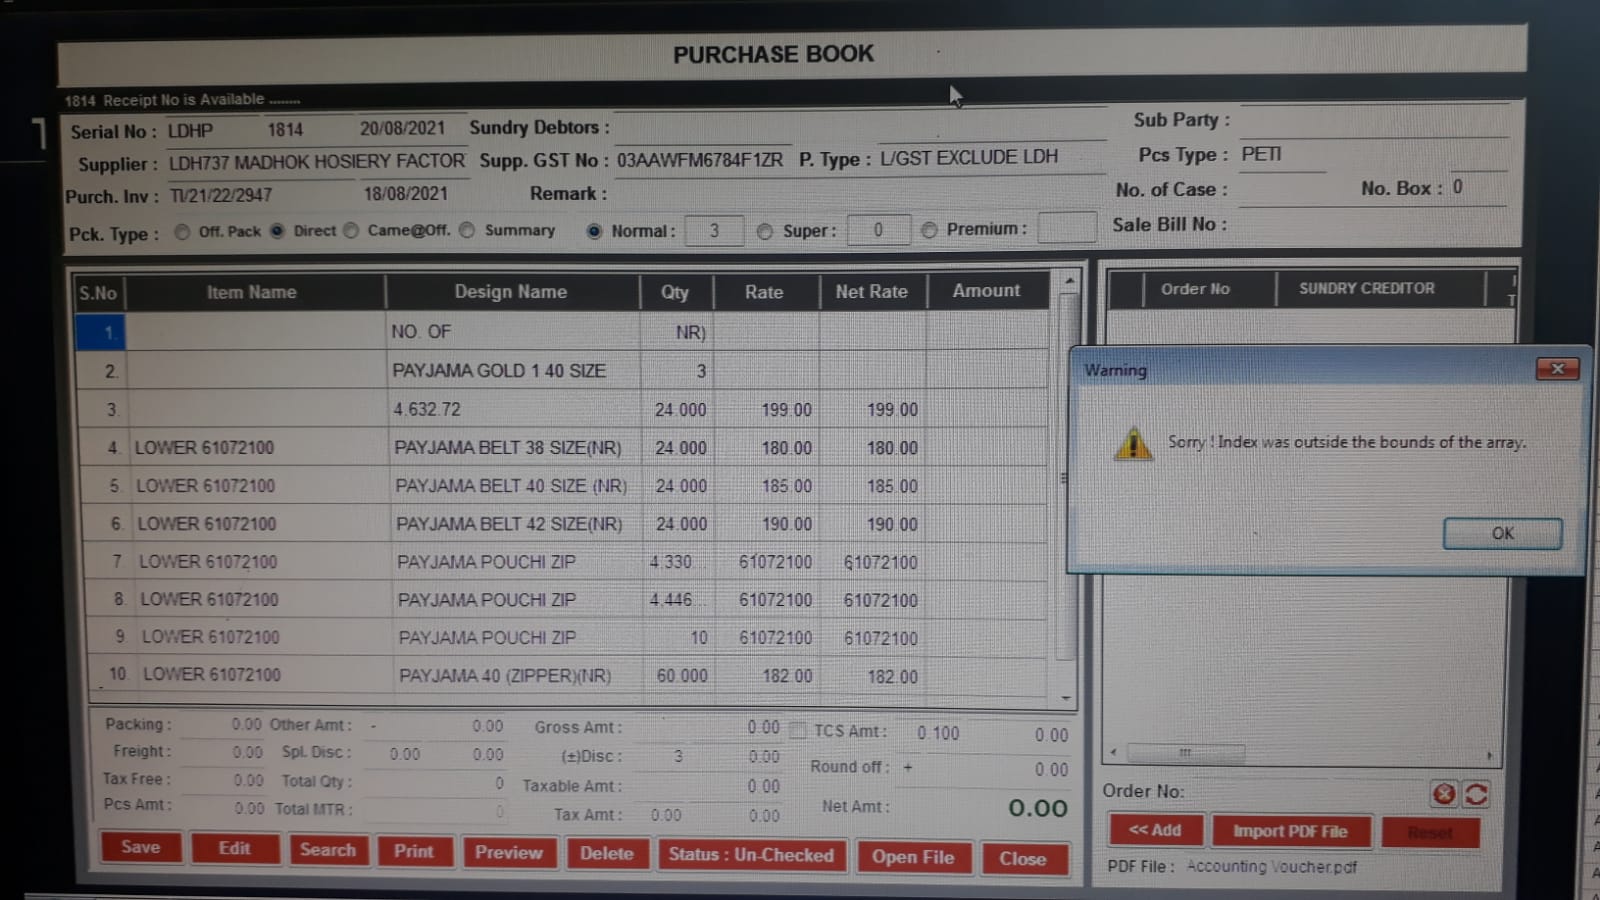 PURCHASE BOOK
1814 Receipt No is Available ........
Serial No : LDHP 1814 20/08/2021 Sundry Debtors : Sub Party :
Supplier : LDH737 MADHOK HOSIERY FACTOR Supp. GST No : 03AAWFM6784F1ZR P. Type : L/GST EXCLUDE LDH Pcs Type : PETI
Purch. Inv : TI/21/22/2947 18/08/2021 Remark : No. of Case : No. Box : 0
Pck. Type : Off. Pack Direct Came@Off. Summary Normal : 3 Super : 0 Premium : Sale Bill No :
S.No Item Name Design Name Qty Rate Net Rate Amount
1. NO. OF NR)
2. PAYJAMA GOLD 1 40 SIZE 3
3. 4,632.72 24.000 199.00 199.00
4. LOWER 61072100 PAYJAMA BELT 38 SIZE(NR) 24.000 180.00 180.00
5. LOWER 61072100 PAYJAMA BELT 40 SIZE (NR) 24.000 185.00 185.00
6. LOWER 61072100 PAYJAMA BELT 42 SIZE(NR) 24.000 190.00 190.00
7 LOWER 61072100 PAYJAMA POUCHI ZIP 4,330... 61072100 61072100
8. LOWER 61072100 PAYJAMA POUCHI ZIP 4,446... 61072100 61072100
9. LOWER 61072100 PAYJAMA POUCHI ZIP 10 61072100 61072100
10. LOWER 61072100 PAYJAMA 40 (ZIPPER)(NR) 60.000 182.00 182.00
Order No SUNDRY CREDITOR
Warning
Sorry ! Index was outside the bounds of the array.
OK
Packing : 0.00 Other Amt : - 0.00 Gross Amt : 0.00 TCS Amt : 0.100 0.00
Freight : 0.00 Spl. Disc : 0.00 0.00 (±)Disc : 3 0.00 Round off : + 0.00
Tax Free : 0.00 Total Qty : 0 Taxable Amt : 0.00
Pcs Amt : 0.00 Total MTR : 0 Tax Amt : 0.00 0.00 Net Amt : 0.00
Save Edit Search Print Preview Delete Status : Un-Checked Open File Close
Order No:
<< Add Import PDF File Reset
PDF File : Accounting Voucher.pdf